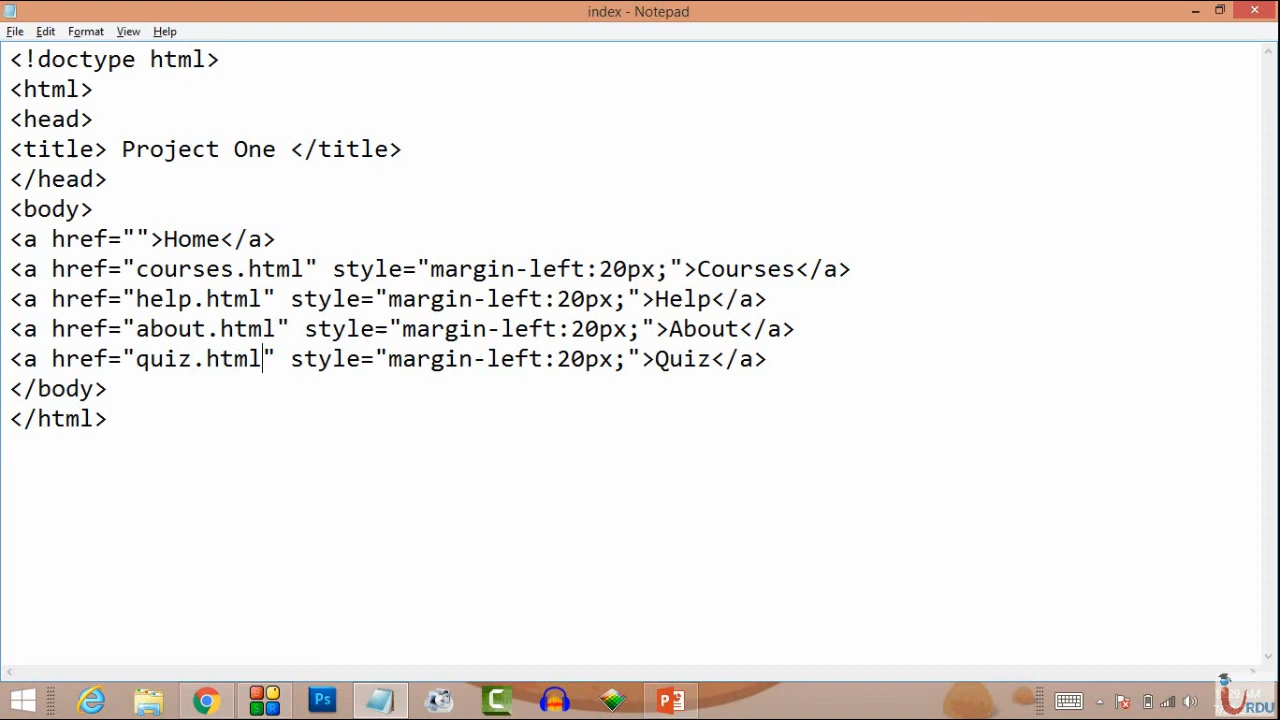 index - Notepad
File Edit Format View Help
<!doctype html>
<html>
<head>
<title> Project One </title>
</head>
<body>
<a href="">Home</a>
<a href="courses.html" style="margin-left:20px;">Courses</a>
<a href="help.html" style="margin-left:20px;">Help</a>
<a href="about.html" style="margin-left:20px;">About</a>
<a href="quiz.html" style="margin-left:20px;">Quiz</a>
</body>
</html>
Ps
URDU